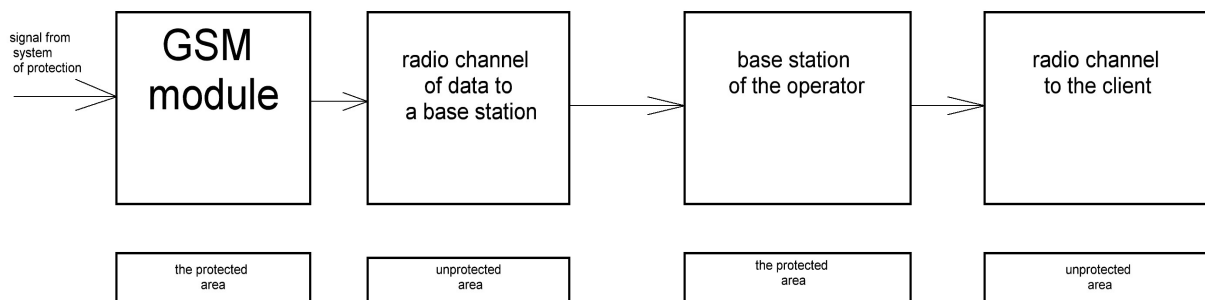 signal from
system
of protection
GSM
module
radio channel
of data to
a base station
base station
of the operator
radio channel
to the client
the protected
area
unprotected
area
the protected
area
unprotected
area